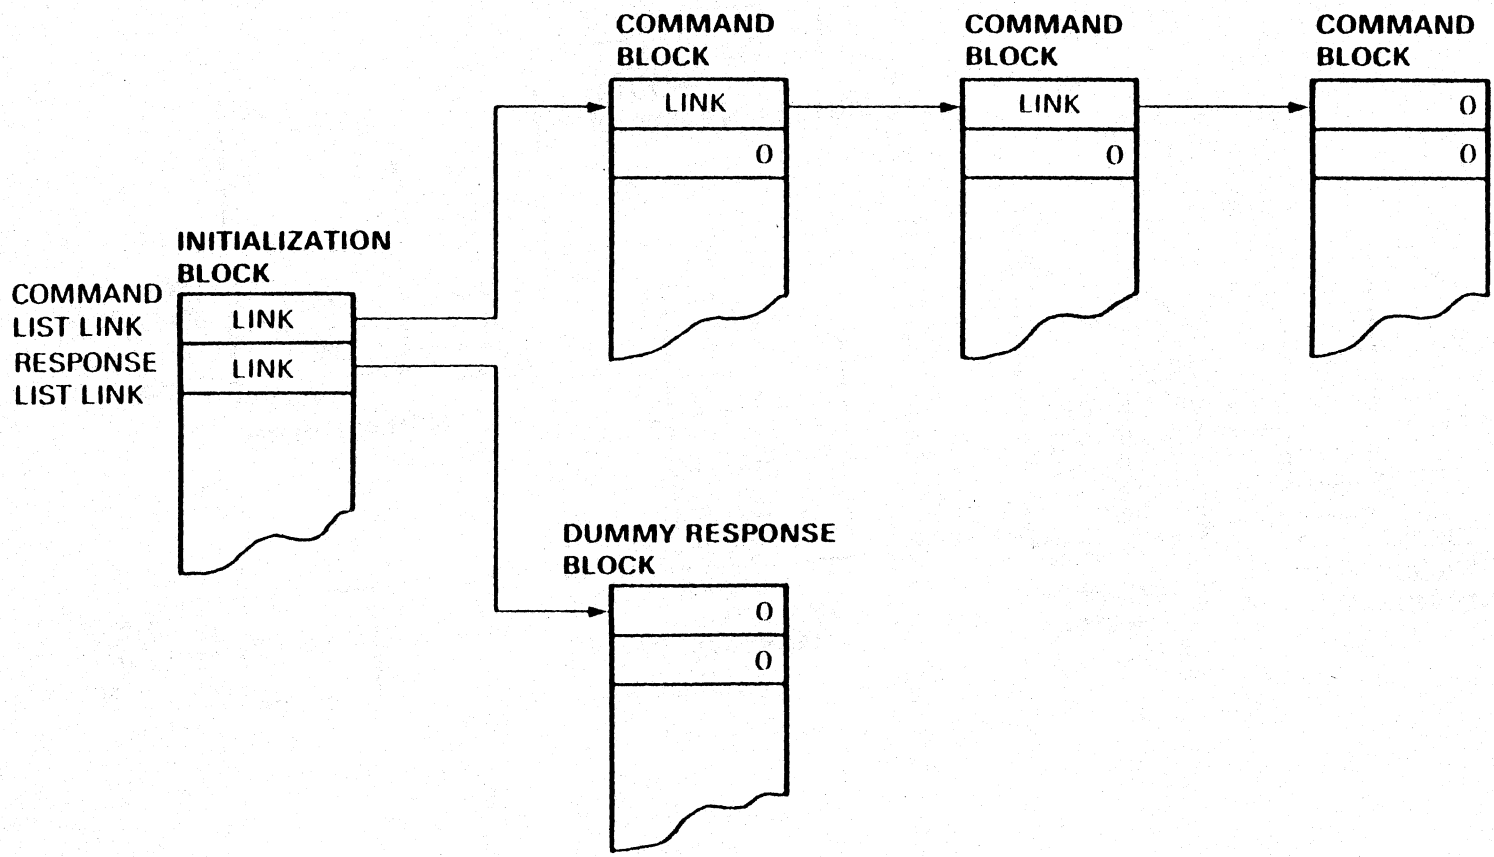 COMMAND
BLOCK
LINK
0
COMMAND
BLOCK
LINK
0
COMMAND
BLOCK
0
0
INITIALIZATION
BLOCK
COMMAND
LIST LINK
LINK
RESPONSE
LIST LINK
LINK
DUMMY RESPONSE
BLOCK
0
0